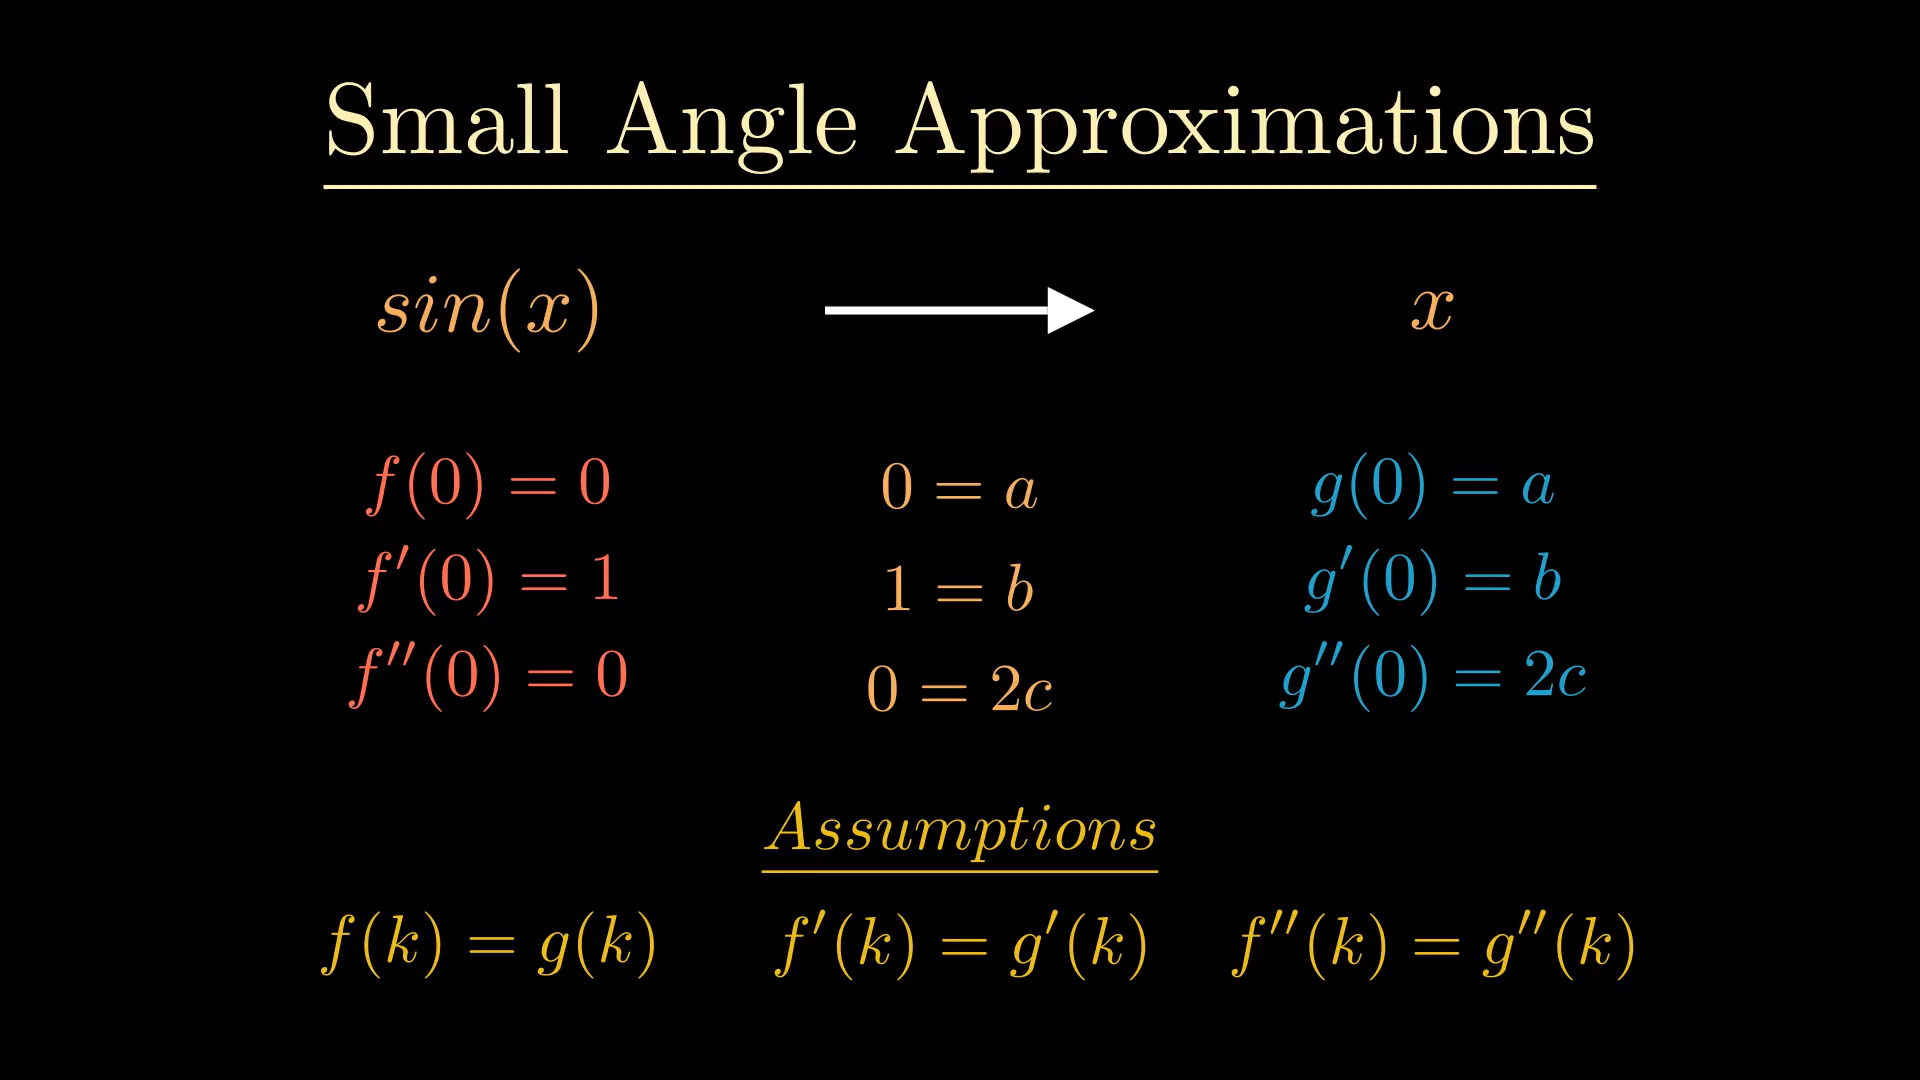 Small Angle Approximations
sin(x) → x
f(0) = 0 0 = a g(0) = a
f′(0) = 1 1 = b g′(0) = b
f″(0) = 0 0 = 2c g″(0) = 2c
Assumptions
f(k) = g(k) f′(k) = g′(k) f″(k) = g″(k)